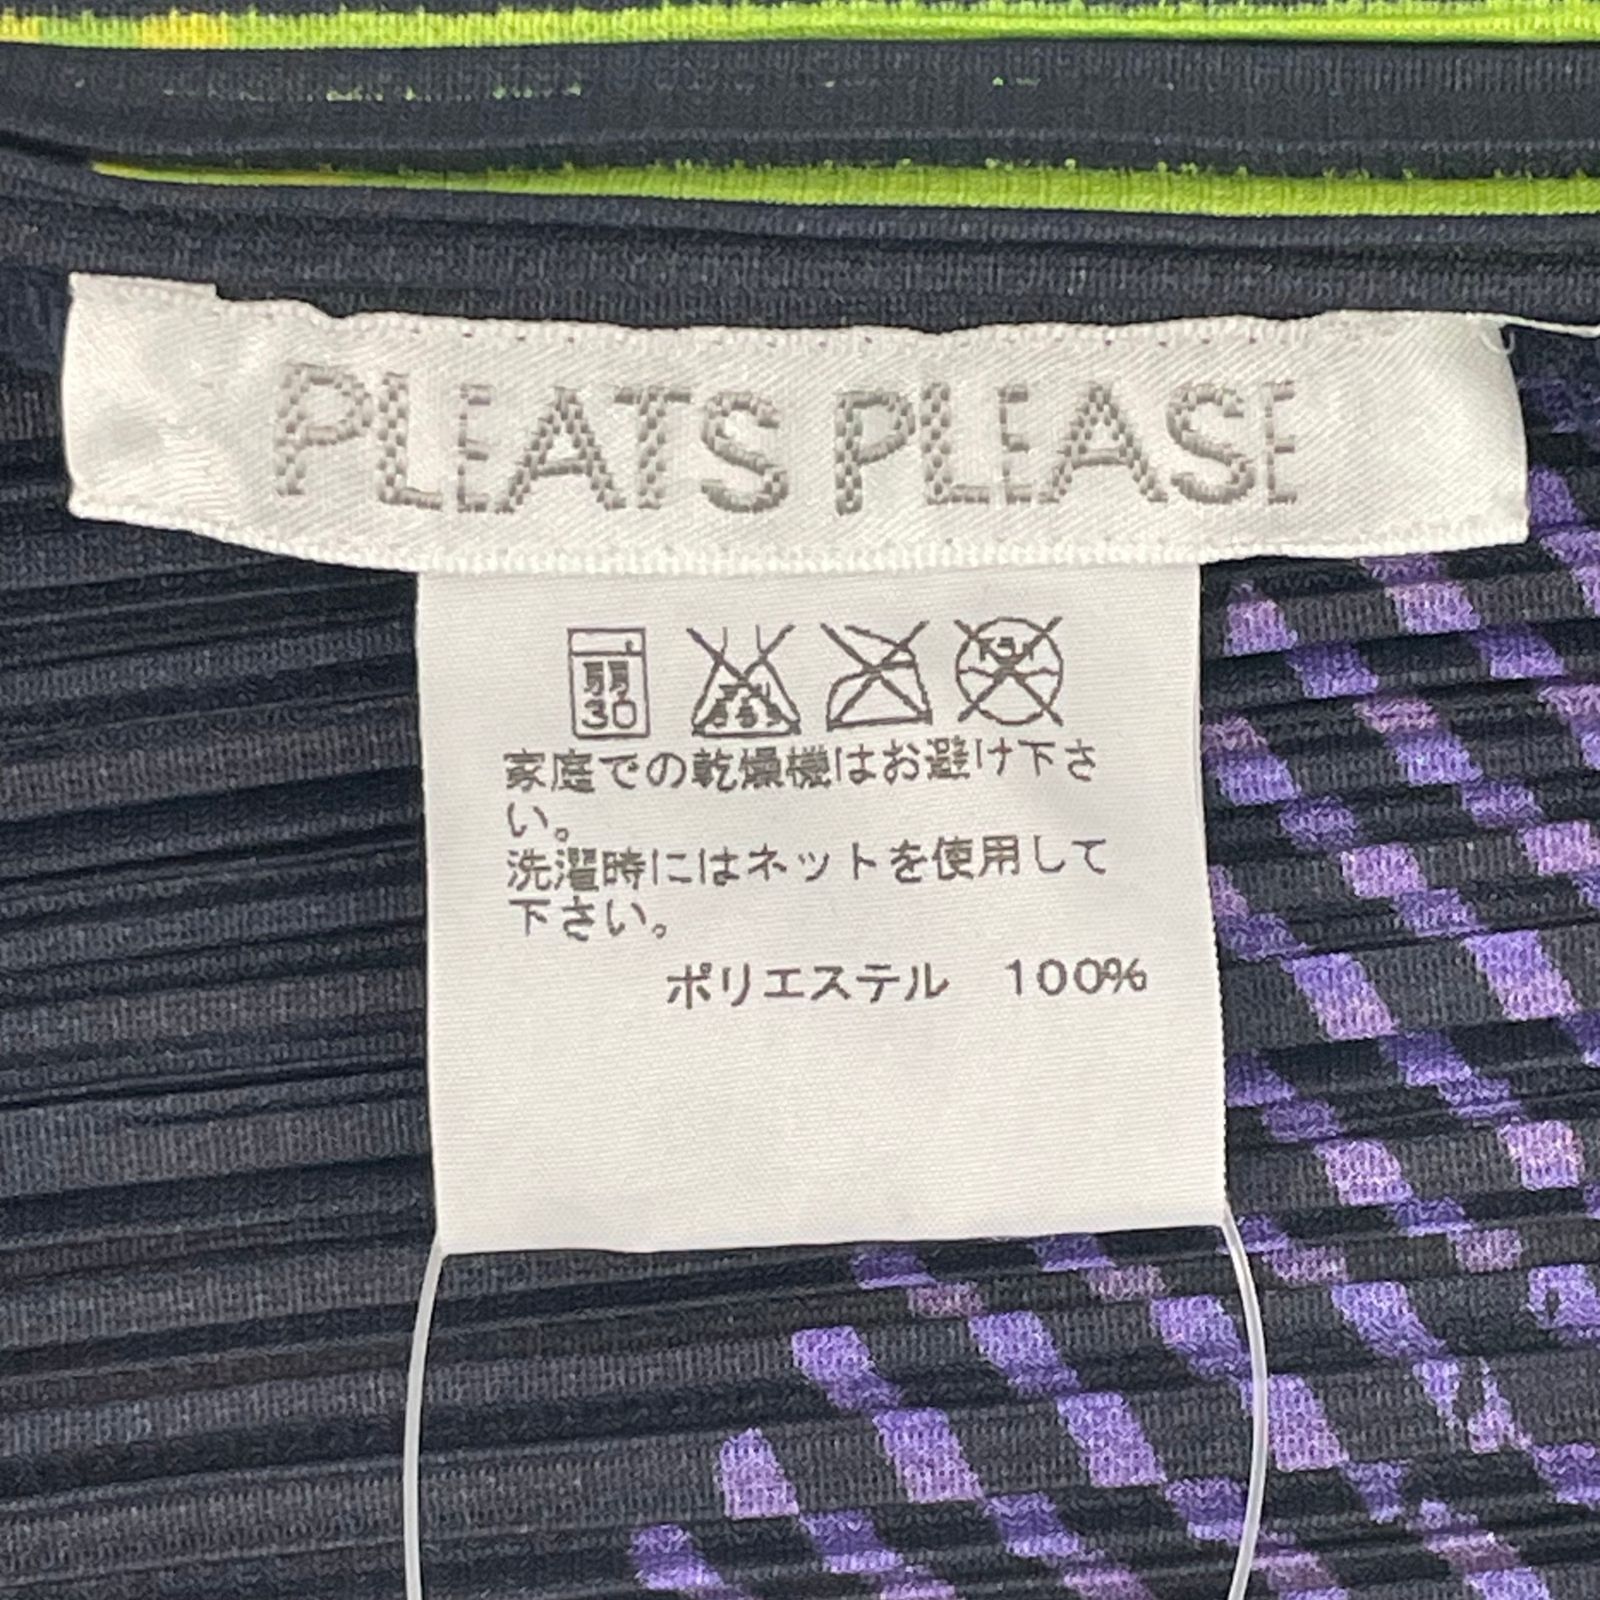 PLEATS PLEASE
弱
30
家庭での乾燥機はお避け下さ
い。
洗濯時にはネットを使用して
下さい。
ポリエステル 100%